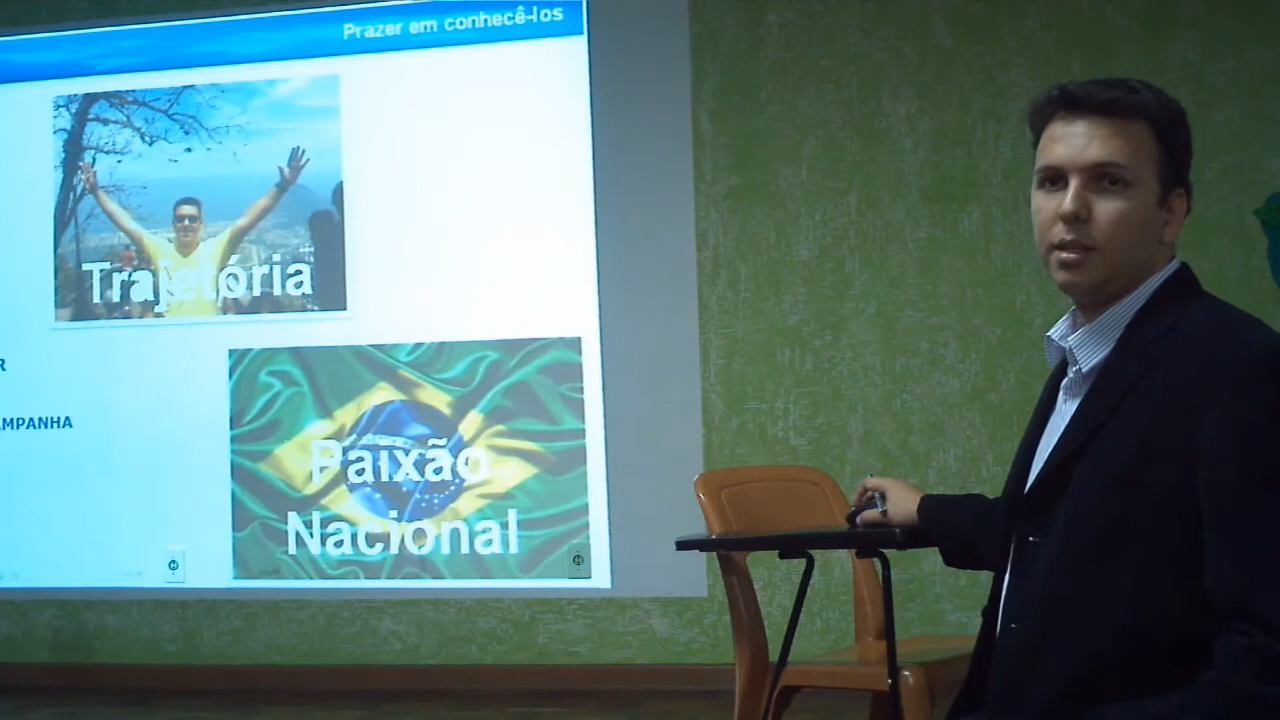 Prazer em conhecê-los
Trajetória
R
AMPANHA
Paixão
Nacional